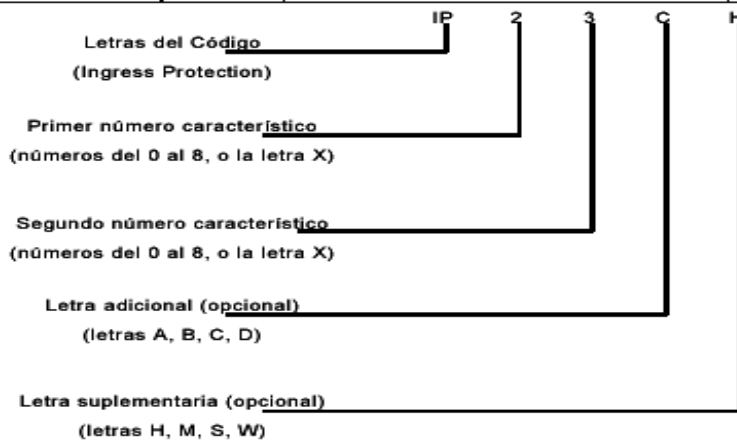 IP 2 3 C H
Letras del Código
(Ingress Protection)
Primer número característico
(números del 0 al 8, o la letra X)
Segundo número característico
(números del 0 al 8, o la letra X)
Letra adicional (opcional)
(letras A, B, C, D)
Letra suplementaria (opcional)
(letras H, M, S, W)